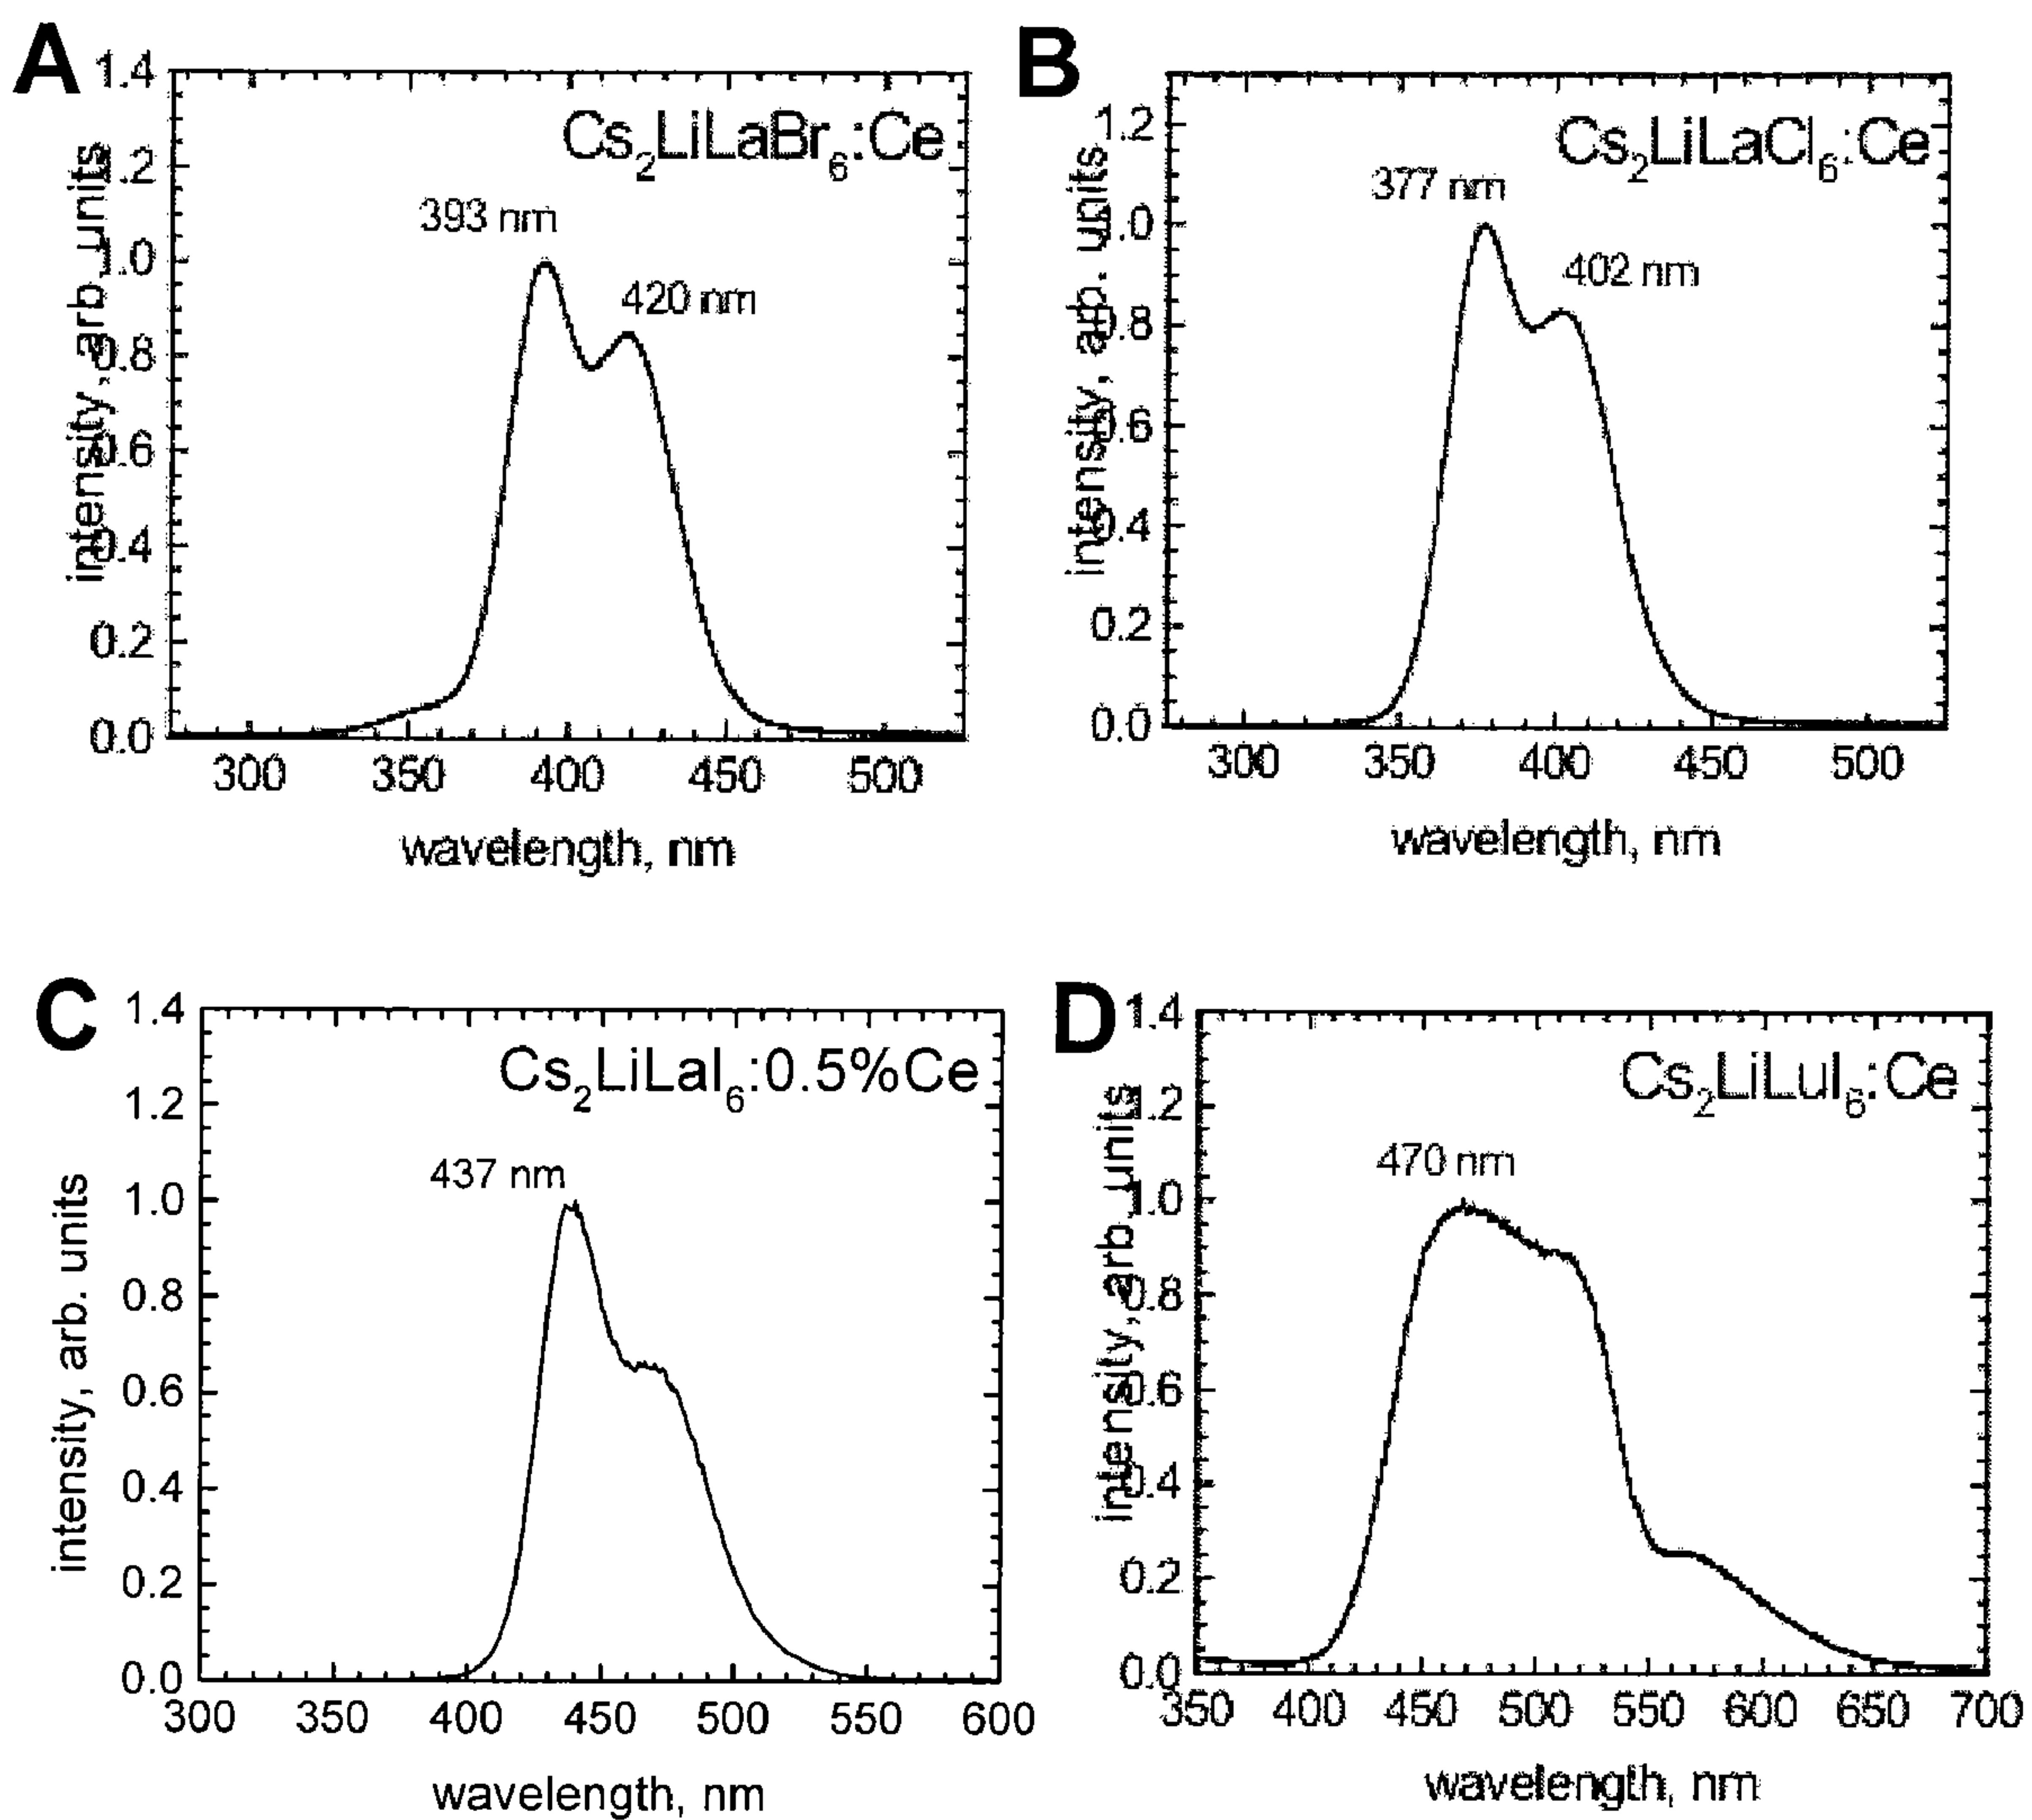 A
Cs2LiLaBr6:Ce
393 nm
420 nm
intensity, arb. units
1.4
1.2
1.0
0.8
0.6
0.4
0.2
0.0
300 350 400 450 500
wavelength, nm
B
Cs2LiLaCl6:Ce
377 nm
402 nm
intensity, arb. units
1.2
1.0
0.8
0.6
0.4
0.2
0.0
300 350 400 450 500
wavelength, nm
C
Cs2LiLaI6:0.5%Ce
437 nm
intensity, arb. units
1.4
1.2
1.0
0.8
0.6
0.4
0.2
0.0
300 350 400 450 500 550 600
wavelength, nm
D
Cs2LiLuI6:Ce
470 nm
intensity, arb. units
1.4
1.2
1.0
0.8
0.6
0.4
0.2
0.0
350 400 450 500 550 600 650 700
wavelength, nm